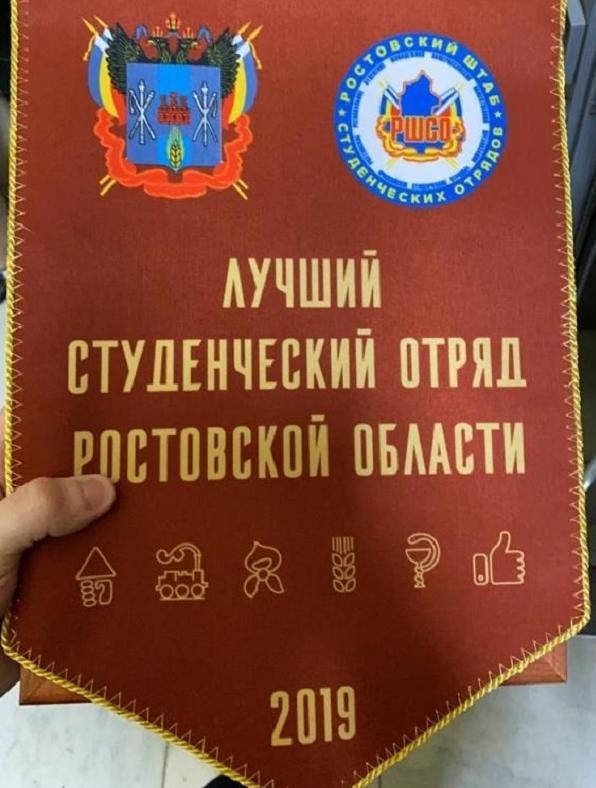 РОСТОВСКИЙ ШТАБ
СТУДЕНЧЕСКИХ ОТРЯДОВ
РШСО
ЛУЧШИЙ
СТУДЕНЧЕСКИЙ ОТРЯД
РОСТОВСКОЙ ОБЛАСТИ
2019